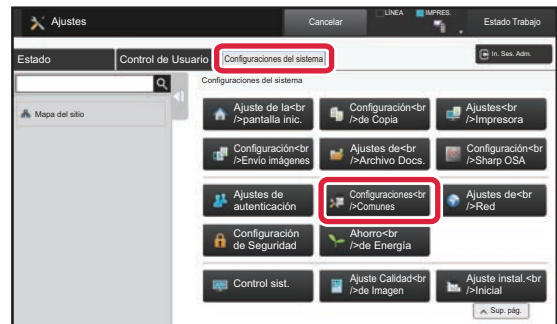 Ajustes
Cancelar
LÍNEA
IMPRES.
Estado Trabajo
Estado
Control de Usuario
Configuraciones del sistema
In. Ses. Adm.
Configuraciones del sistema
Mapa del sitio
Ajuste de la<br
/>pantalla inic.
Configuración<br
/>de Copia
Ajustes<br
/>Impresora
Configuración<br
/>Envío imágenes
Ajustes de<br
/>Archivo Docs.
Configuración<br
/>Sharp OSA
Ajustes de
autenticación
Configuraciones<br
/>Comunes
Ajustes de<br
/>Red
Configuración
de Seguridad
Ahorro<br
/>de Energía
Control sist.
Ajuste Calidad<br
/>de Imagen
Ajuste instal.<br
/>Inicial
Sup. pág.